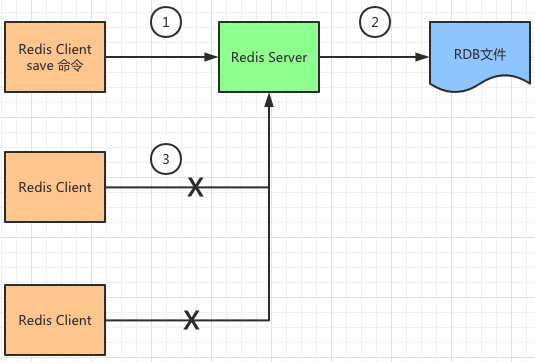 1
2
Redis Client
save 命令
Redis Server
RDB文件
3
X
Redis Client
X
Redis Client